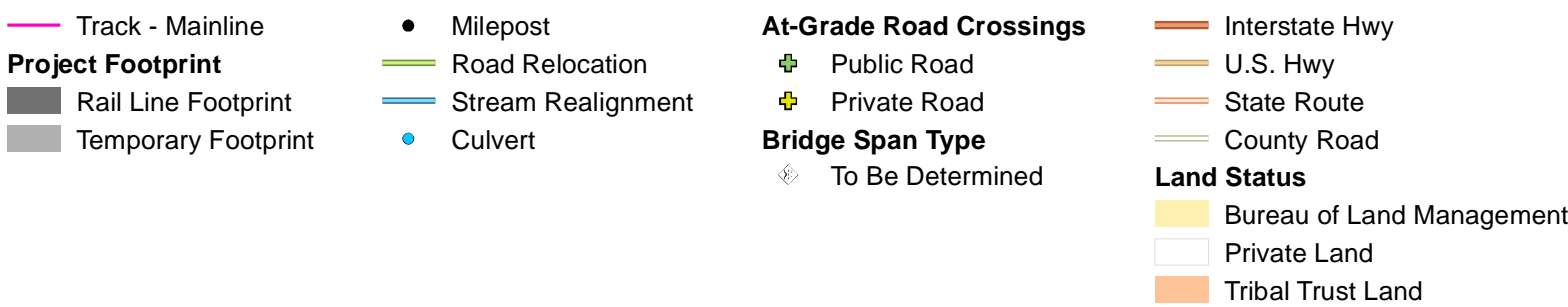 Track - Mainline
Project Footprint
Rail Line Footprint
Temporary Footprint
Milepost
Road Relocation
Stream Realignment
Culvert
At-Grade Road Crossings
Public Road
Private Road
Bridge Span Type
To Be Determined
Interstate Hwy
U.S. Hwy
State Route
County Road
Land Status
Bureau of Land Management
Private Land
Tribal Trust Land